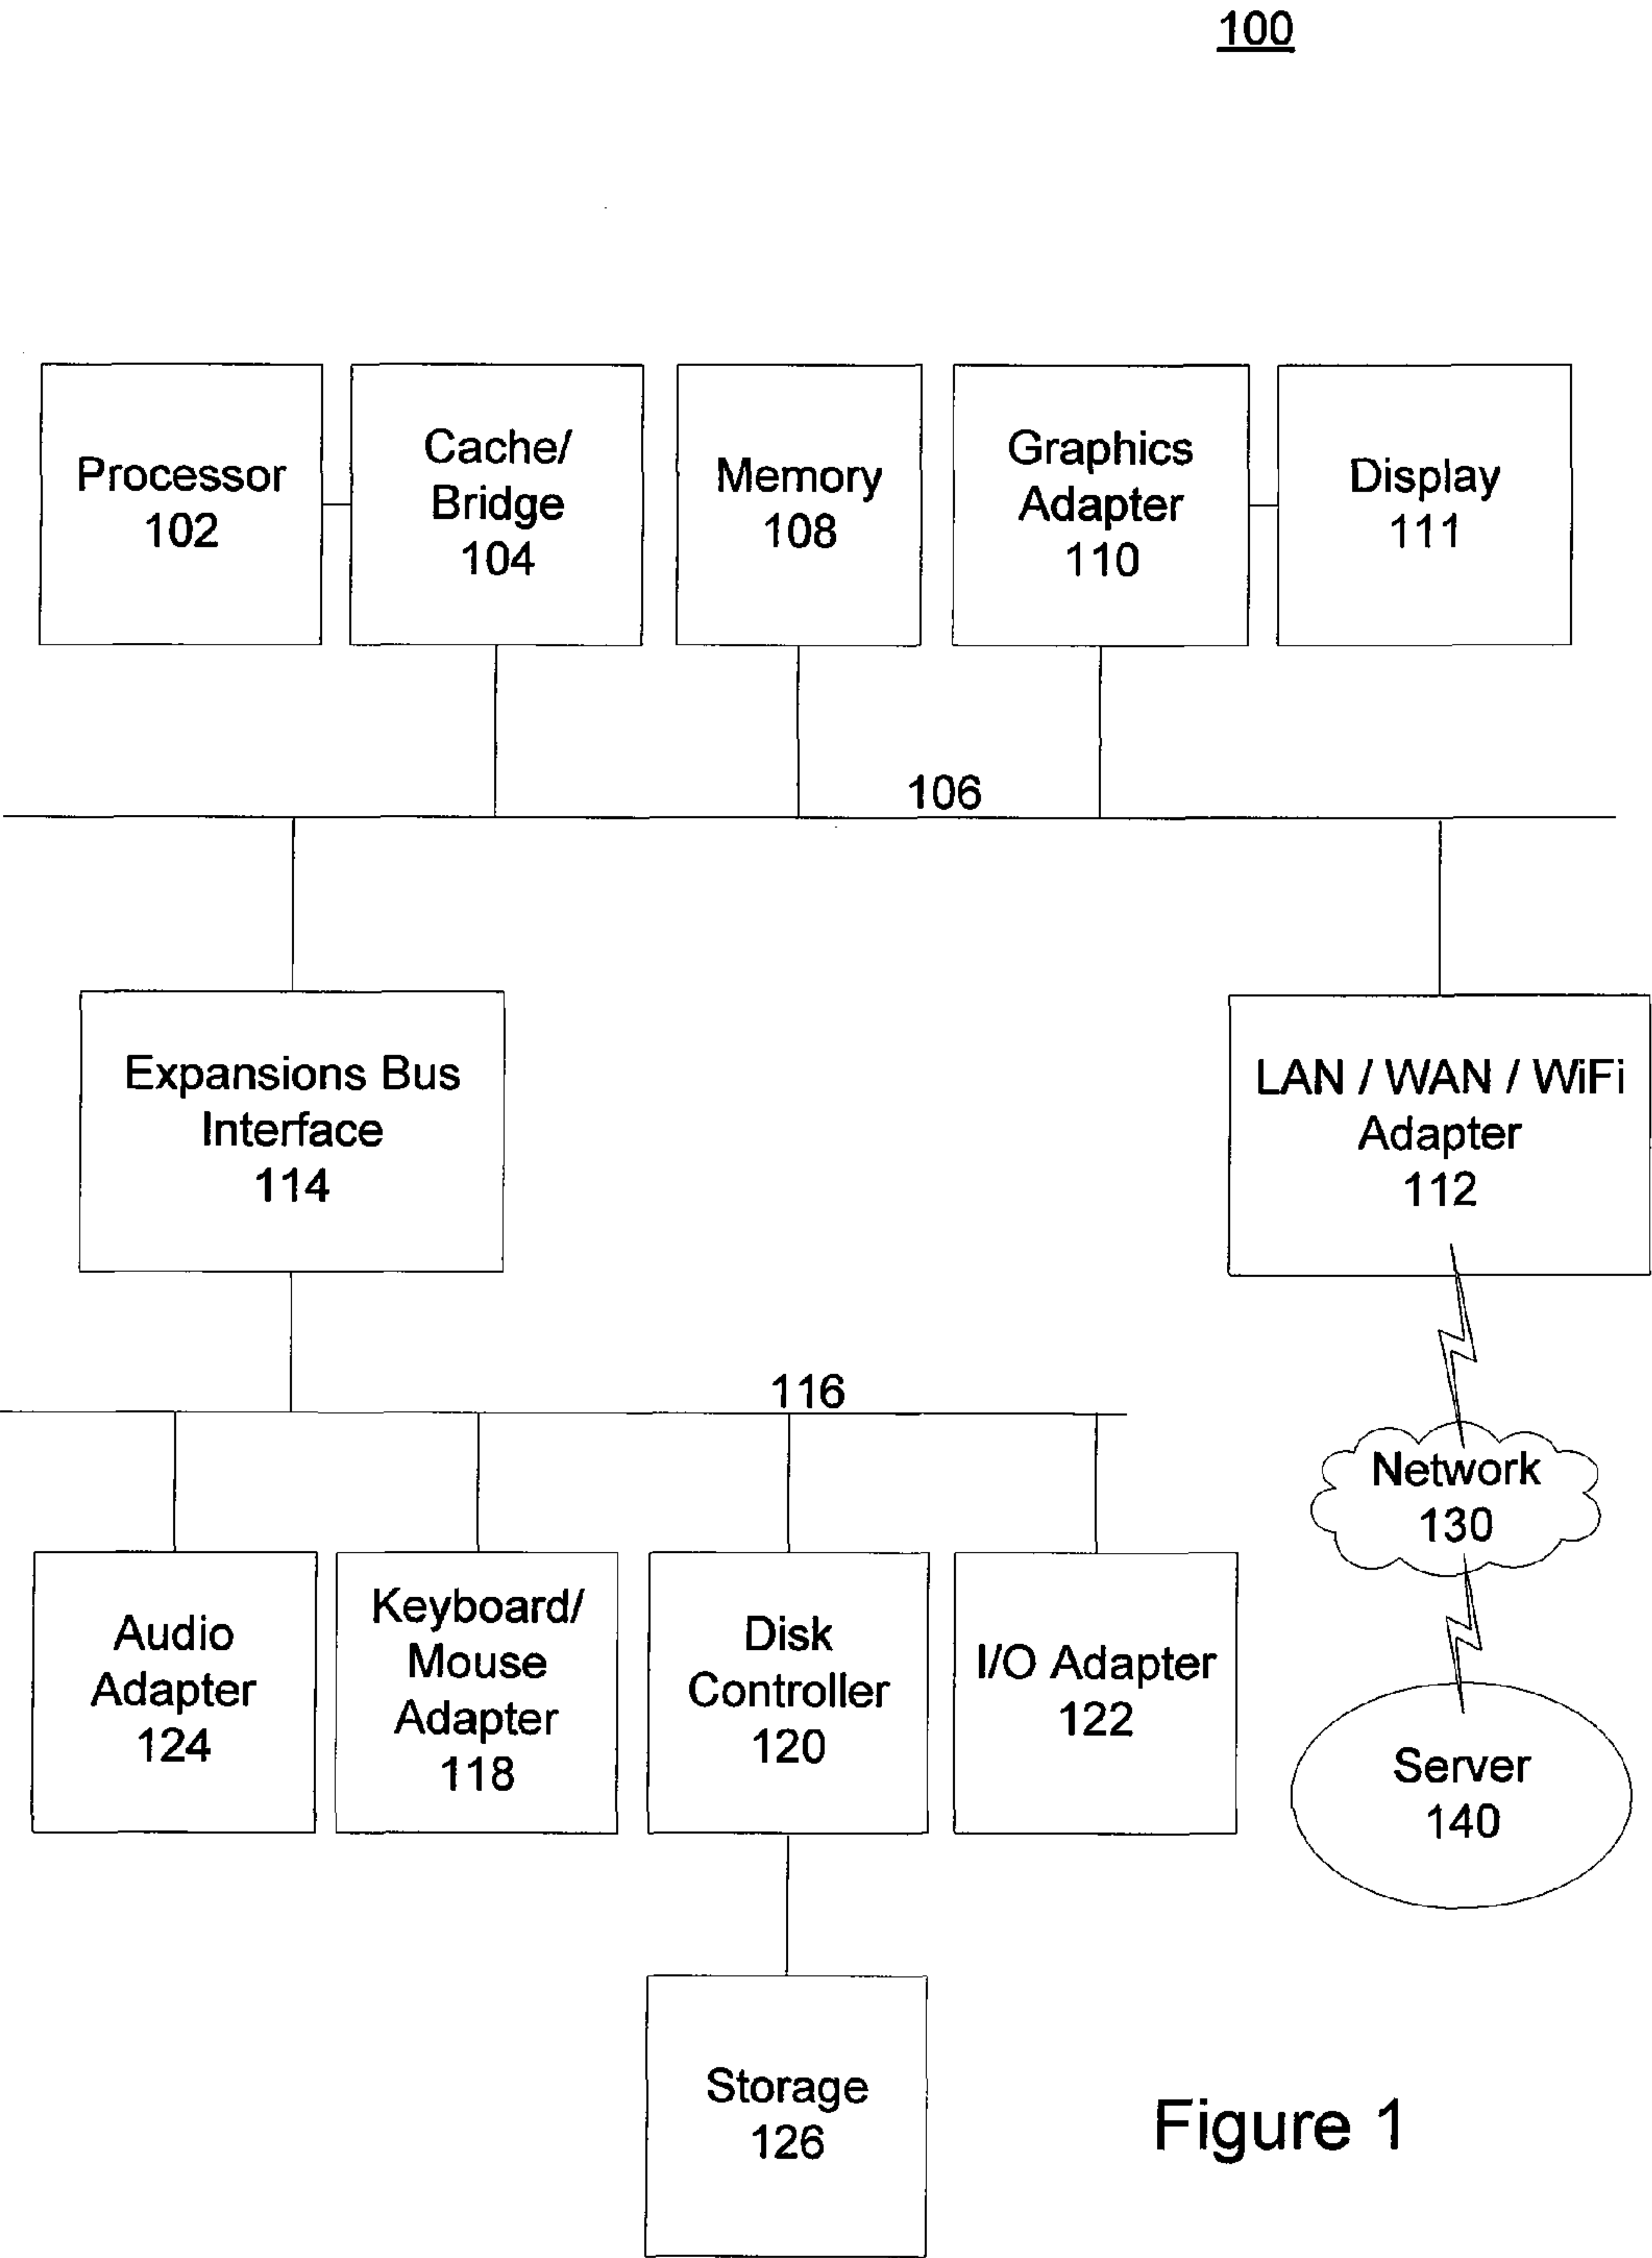 100
Processor
102
Cache/
Bridge
104
Memory
108
Graphics
Adapter
110
Display
111
106
Expansions Bus
Interface
114
LAN / WAN / WiFi
Adapter
112
116
Network
130
Audio
Adapter
124
Keyboard/
Mouse
Adapter
118
Disk
Controller
120
I/O Adapter
122
Server
140
Storage
126
Figure 1